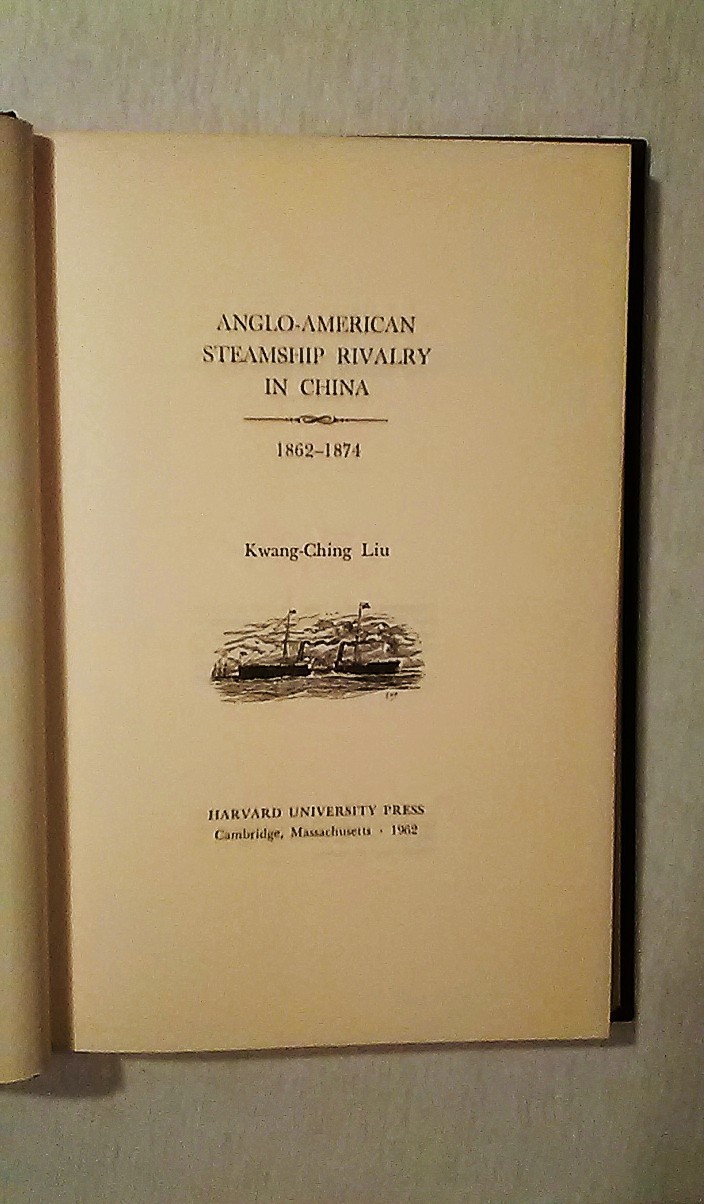 ANGLO-AMERICAN
STEAMSHIP RIVALRY
IN CHINA
1862–1874
Kwang-Ching Liu
HARVARD UNIVERSITY PRESS
Cambridge, Massachusetts · 1962